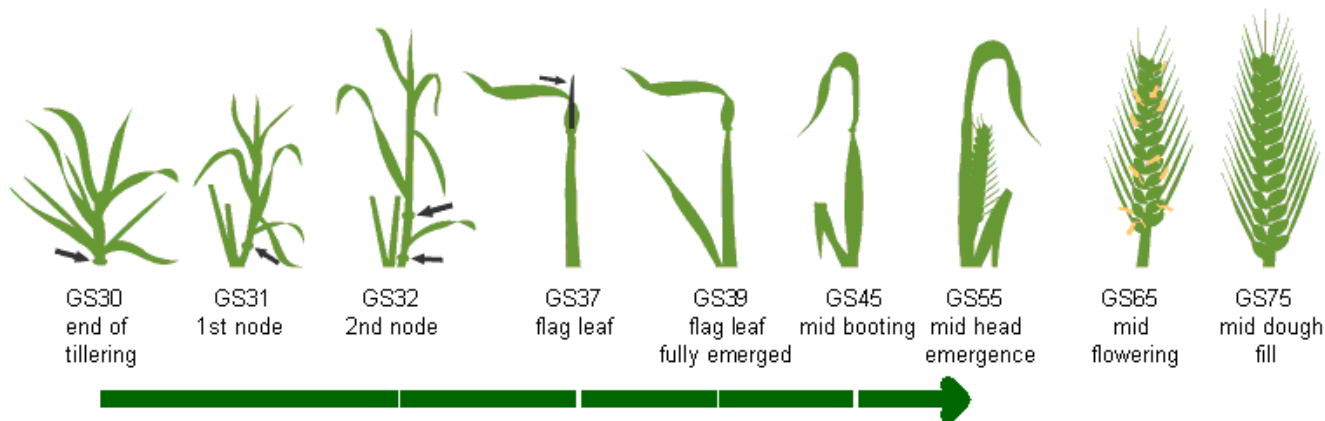 GS30
end of
tillering
GS31
1st node
GS32
2nd node
GS37
flag leaf
GS39
flag leaf
fully emerged
GS45
mid booting
GS55
mid head
emergence
GS65
mid
flowering
GS75
mid dough
fill